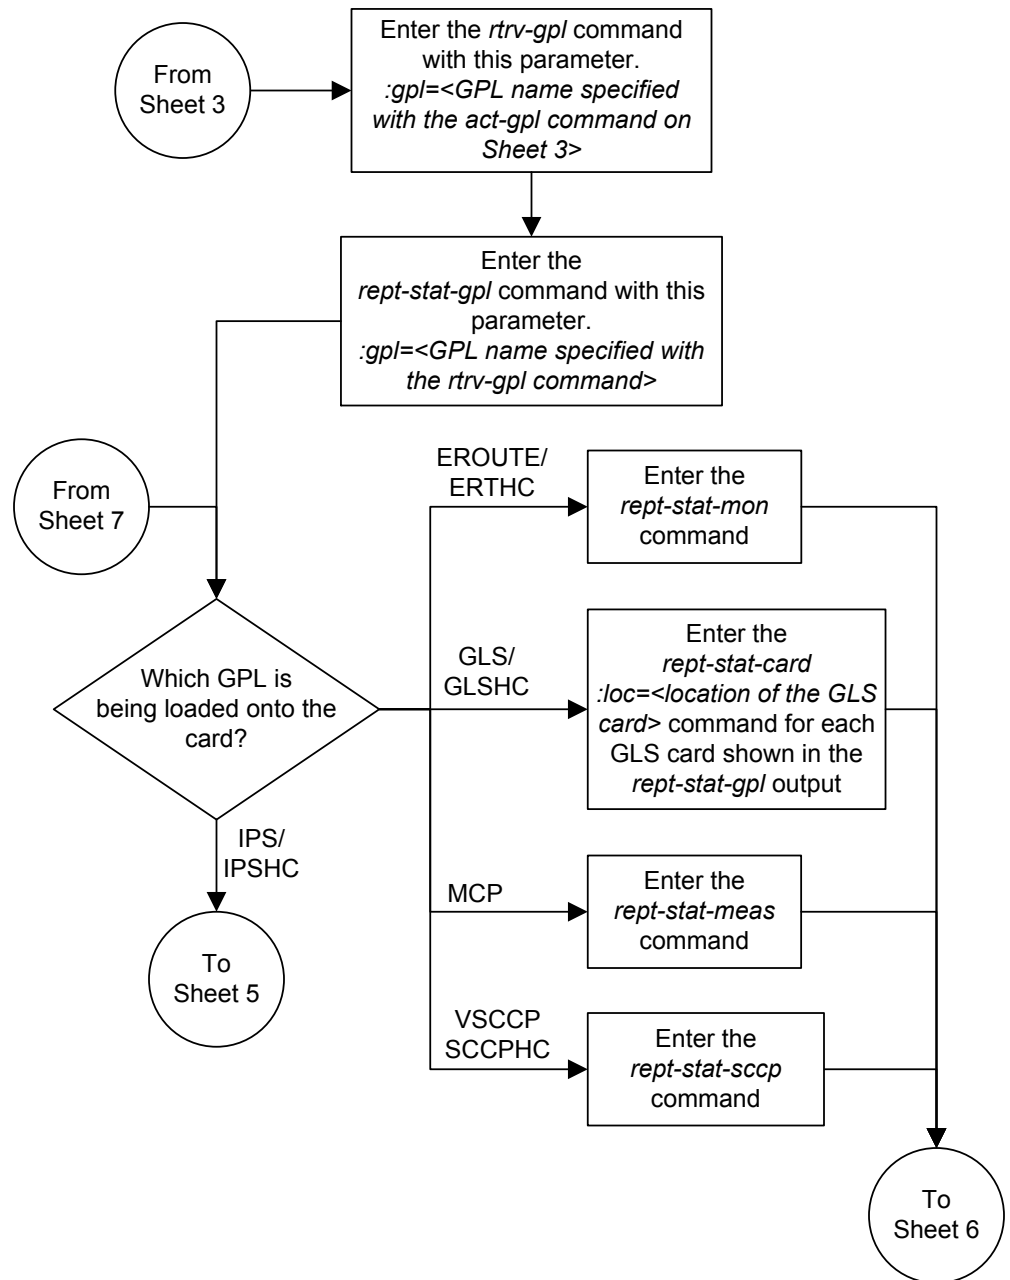 From
Sheet 3
Enter the rtrv-gpl command
with this parameter.
:gpl=<GPL name specified
with the act-gpl command on
Sheet 3>
Enter the
rept-stat-gpl command with this
parameter.
:gpl=<GPL name specified with
the rtrv-gpl command>
From
Sheet 7
Which GPL is
being loaded onto the
card?
EROUTE/
ERTHC
Enter the
rept-stat-mon
command
GLS/
GLSHC
Enter the
rept-stat-card
:loc=<location of the GLS
card> command for each
GLS card shown in the
rept-stat-gpl output
IPS/
IPSHC
To
Sheet 5
MCP
Enter the
rept-stat-meas
command
VSCCP
SCCPHC
Enter the
rept-stat-sccp
command
To
Sheet 6